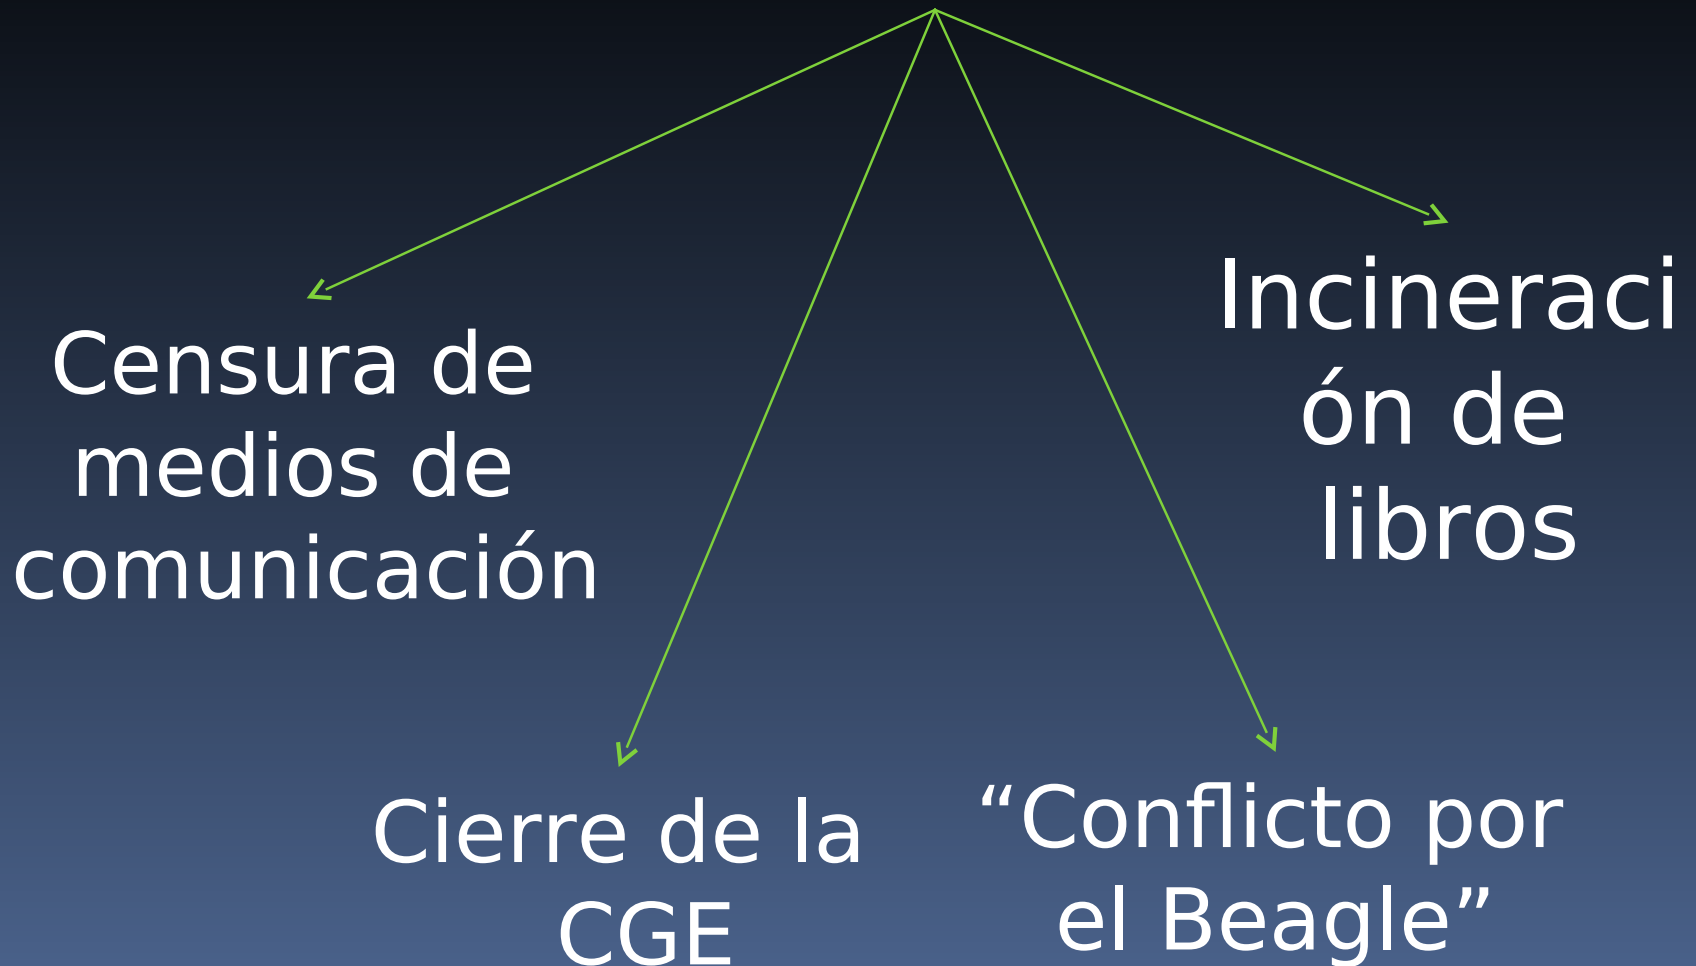 Censura de
medios de
comunicación
Incineraci
ón de
libros
Cierre de la
CGE
“Conflicto por
el Beagle”